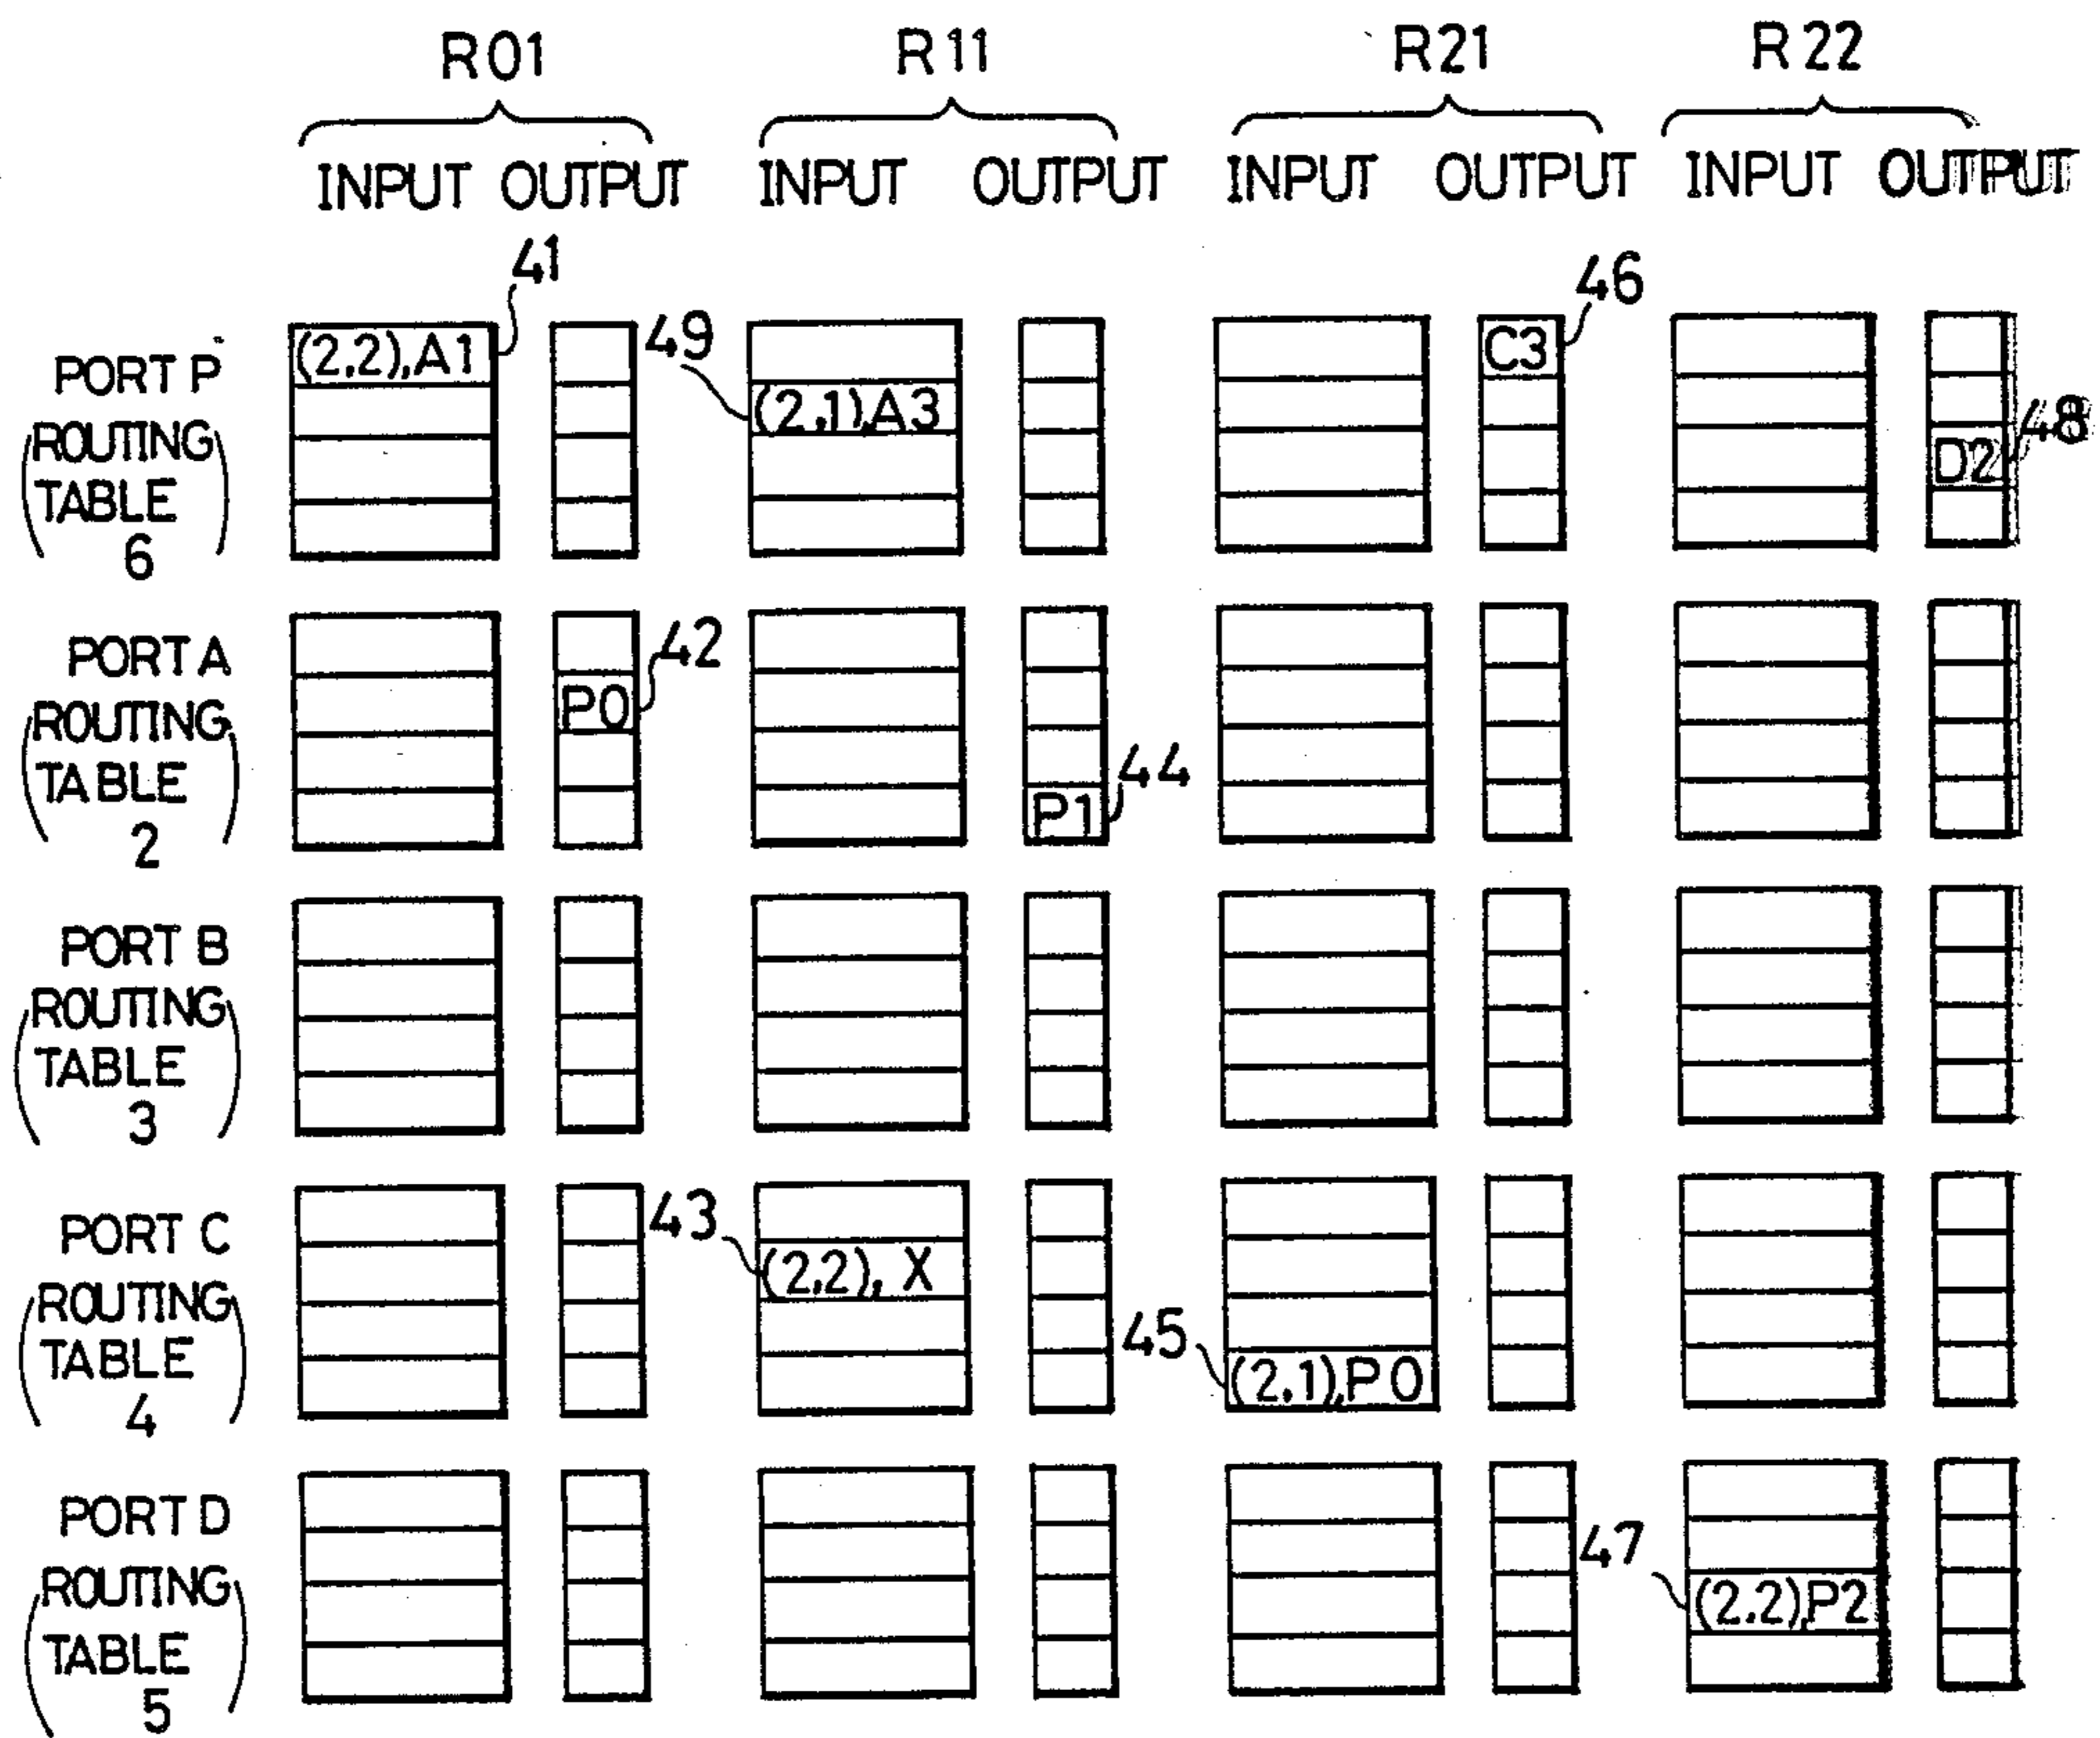 R01 R11 R21 R22
INPUT OUTPUT INPUT OUTPUT INPUT OUTPUT INPUT OUTPUT
41
46
49
PORT P
(ROUTING TABLE 6)
(2,2),A1
C3
(2,1),A3
D2
48
PORT A
(ROUTING TABLE 2)
42
P0
44
P1
PORT B
(ROUTING TABLE 3)
PORT C
(ROUTING TABLE 4)
43
(2,2), X
45
(2,1),P0
PORT D
(ROUTING TABLE 5)
47
(2.2),P2